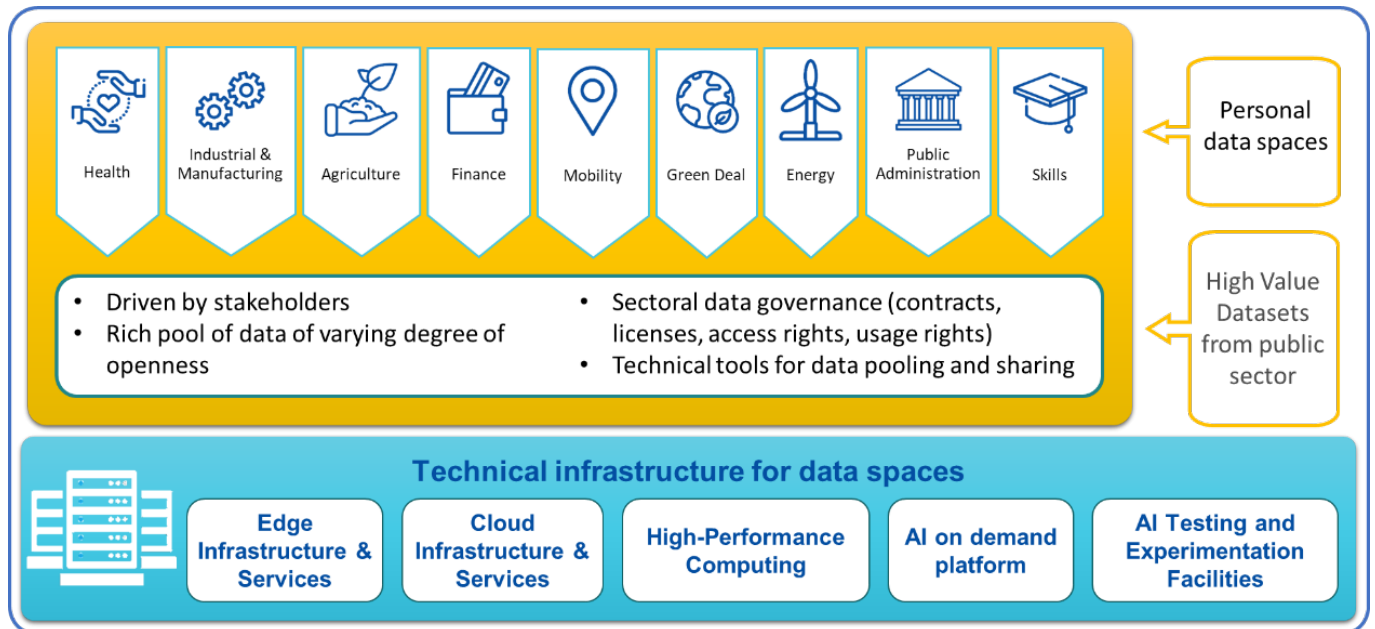 Health
Industrial &
Manufacturing
Agriculture
Finance
Mobility
Green Deal
Energy
Public
Administration
Skills
Personal
data spaces
• Driven by stakeholders
• Rich pool of data of varying degree of
openness
• Sectoral data governance (contracts,
licenses, access rights, usage rights)
• Technical tools for data pooling and sharing
High Value
Datasets
from public
sector
Technical infrastructure for data spaces
Edge
Infrastructure &
Services
Cloud
Infrastructure &
Services
High-Performance
Computing
AI on demand
platform
AI Testing and
Experimentation
Facilities